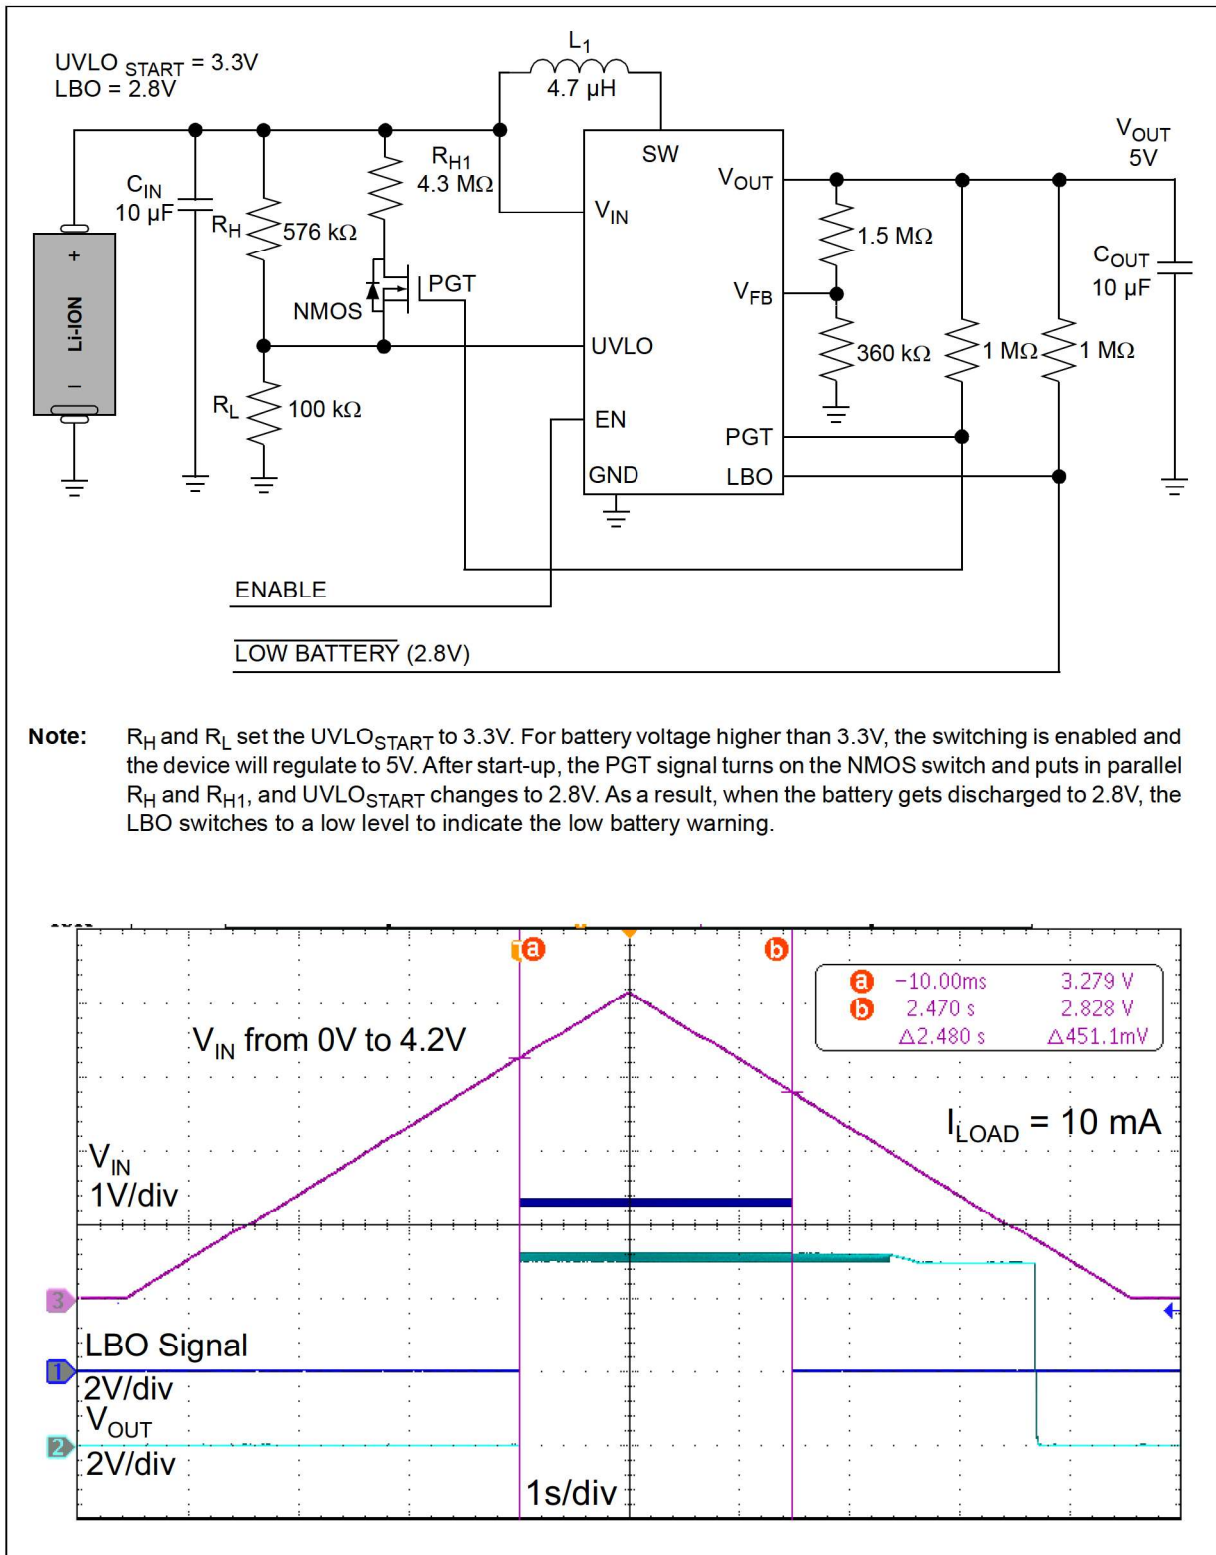 UVLO START = 3.3V
LBO = 2.8V
L1
4.7 µH
SW
VOUT
5V
RH1
4.3 MΩ
VOUT
CIN
10 µF
RH
576 kΩ
VIN
1.5 MΩ
COUT
10 µF
+
Li-ION
−
PGT
NMOS
VFB
UVLO
360 kΩ
1 MΩ
1 MΩ
RL
100 kΩ
EN
PGT
GND
LBO
ENABLE
LOW BATTERY (2.8V)
Note: RH and RL set the UVLOSTART to 3.3V. For battery voltage higher than 3.3V, the switching is enabled and
the device will regulate to 5V. After start-up, the PGT signal turns on the NMOS switch and puts in parallel
RH and RH1, and UVLOSTART changes to 2.8V. As a result, when the battery gets discharged to 2.8V, the
LBO switches to a low level to indicate the low battery warning.
T a b
a −10.00ms 3.279 V
b 2.470 s 2.828 V
Δ2.480 s Δ451.1mV
VIN from 0V to 4.2V
ILOAD = 10 mA
VIN
1V/div
3
LBO Signal
1
2V/div
VOUT
2
2V/div
1s/div